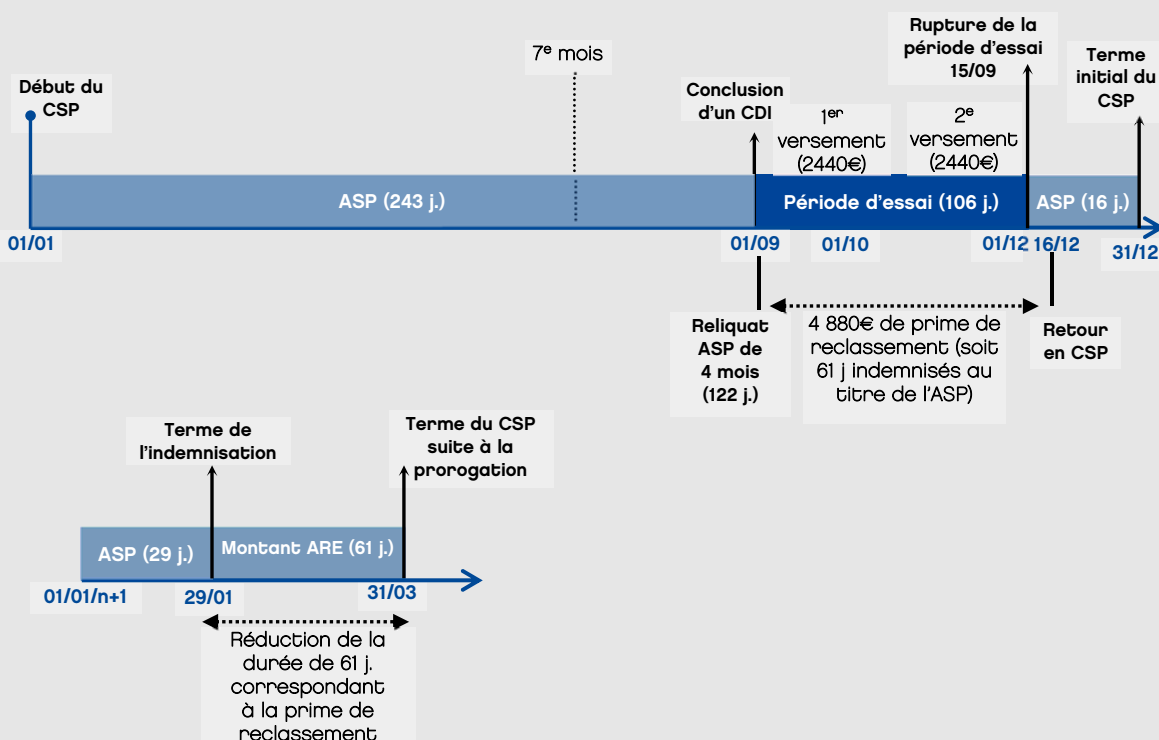 Début du
CSP
7e mois
Conclusion
d'un CDI
1er
versement
(2440€)
2e
versement
(2440€)
Rupture de la
période d'essai
15/09
Terme
initial du
CSP
ASP (243 j.)
Période d'essai (106 j.)
ASP (16 j.)
01/01
01/09
01/10
01/12
16/12
31/12
Reliquat
ASP de
4 mois
(122 j.)
4 880€ de prime de
reclassement (soit
61 j indemnisés au
titre de l'ASP)
Retour
en CSP
Terme de
l'indemnisation
Terme du CSP
suite à la
prorogation
ASP (29 j.)
Montant ARE (61 j.)
01/01/n+1
29/01
31/03
Réduction de la
durée de 61 j.
correspondant
à la prime de
reclassement